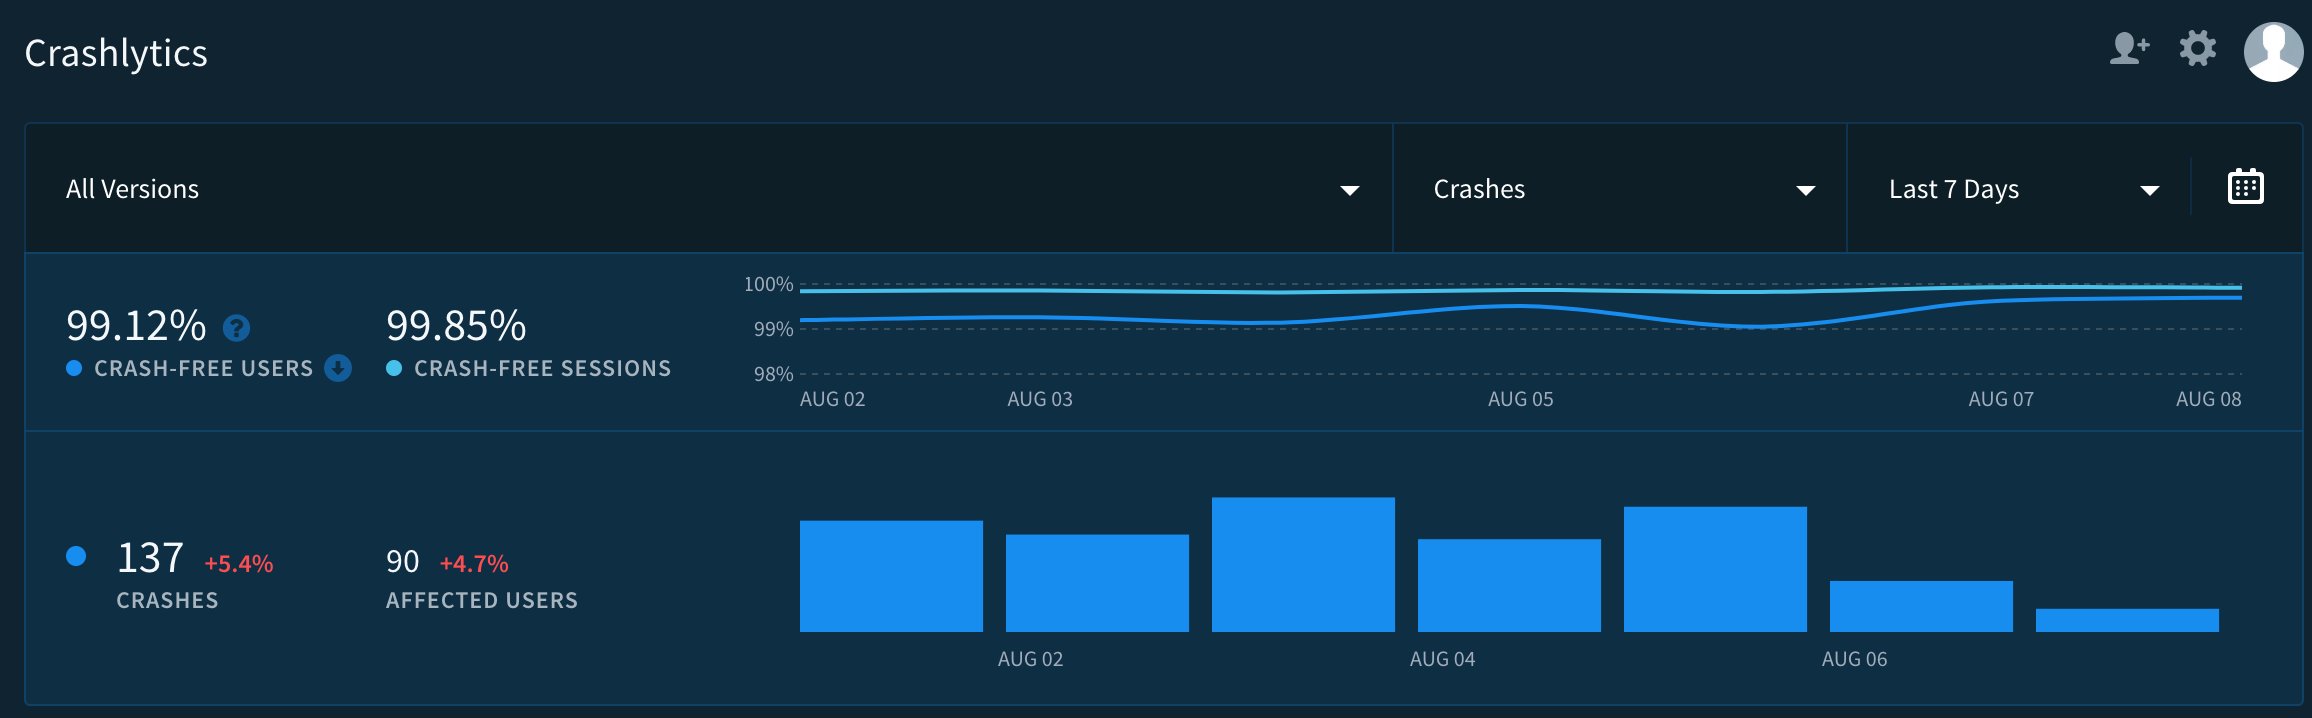 Crashlytics
All Versions
Crashes
Last 7 Days
99.12% ?
CRASH-FREE USERS
99.85%
CRASH-FREE SESSIONS
100%
99%
98%
AUG 02 AUG 03 AUG 05 AUG 07 AUG 08
137 +5.4%
CRASHES
90 +4.7%
AFFECTED USERS
AUG 02 AUG 04 AUG 06